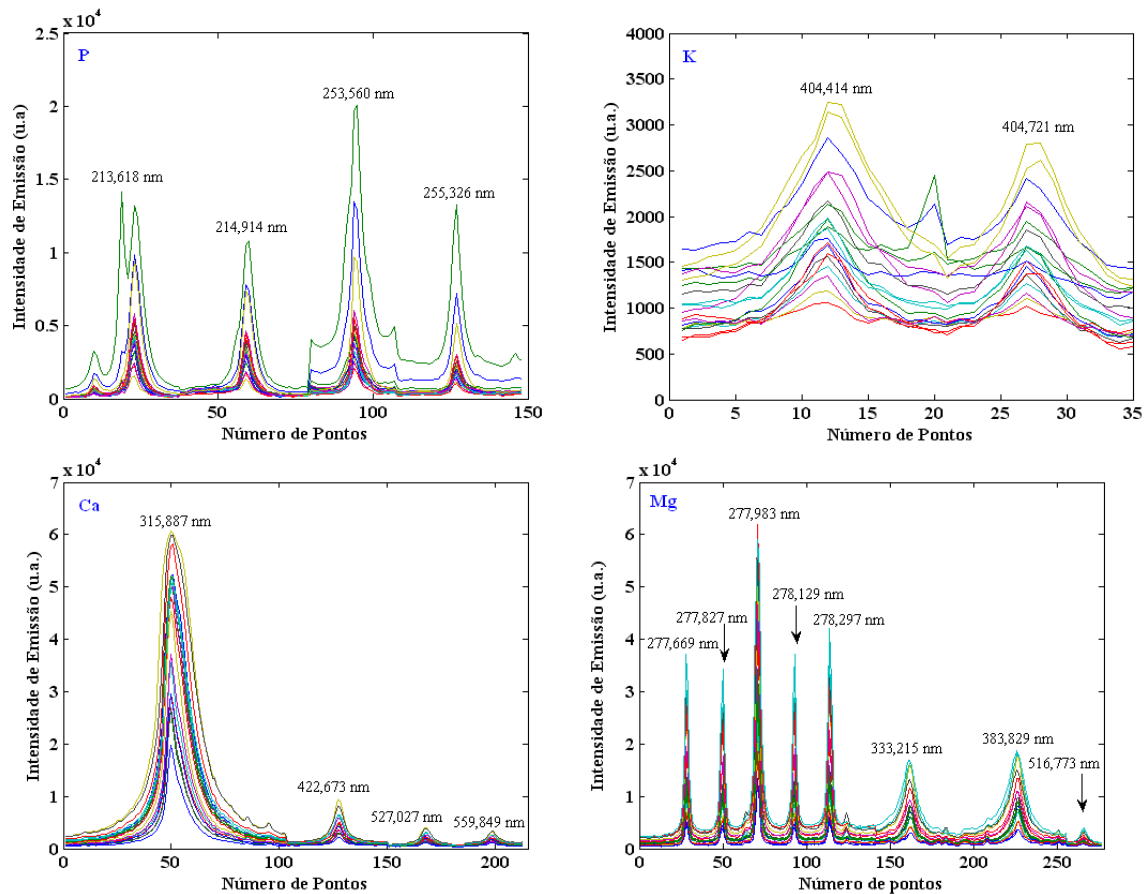 x 10⁴
2.5
2
1.5
1
0.5
0
0
50
100
150
P
213,618 nm
214,914 nm
253,560 nm
255,326 nm
Intensidade de Emissão (u.a)
Número de Pontos
4000
3500
3000
2500
2000
1500
1000
500
0
0
5
10
15
20
25
30
35
K
404,414 nm
404,721 nm
Intensidade de Emissão (u.a)
Número de Pontos
x 10⁴
7
6
5
4
3
2
1
0
0
50
100
150
200
Ca
315,887 nm
422,673 nm
527,027 nm
559,849 nm
Intensidade de Emissão (u.a.)
Número de Pontos
x 10⁴
7
6
5
4
3
2
1
0
0
50
100
150
200
250
Mg
277,983 nm
277,827 nm
278,129 nm
277,669 nm
278,297 nm
333,215 nm
383,829 nm
516,773 nm
Intensidade de Emissão (u.a.)
Número de pontos